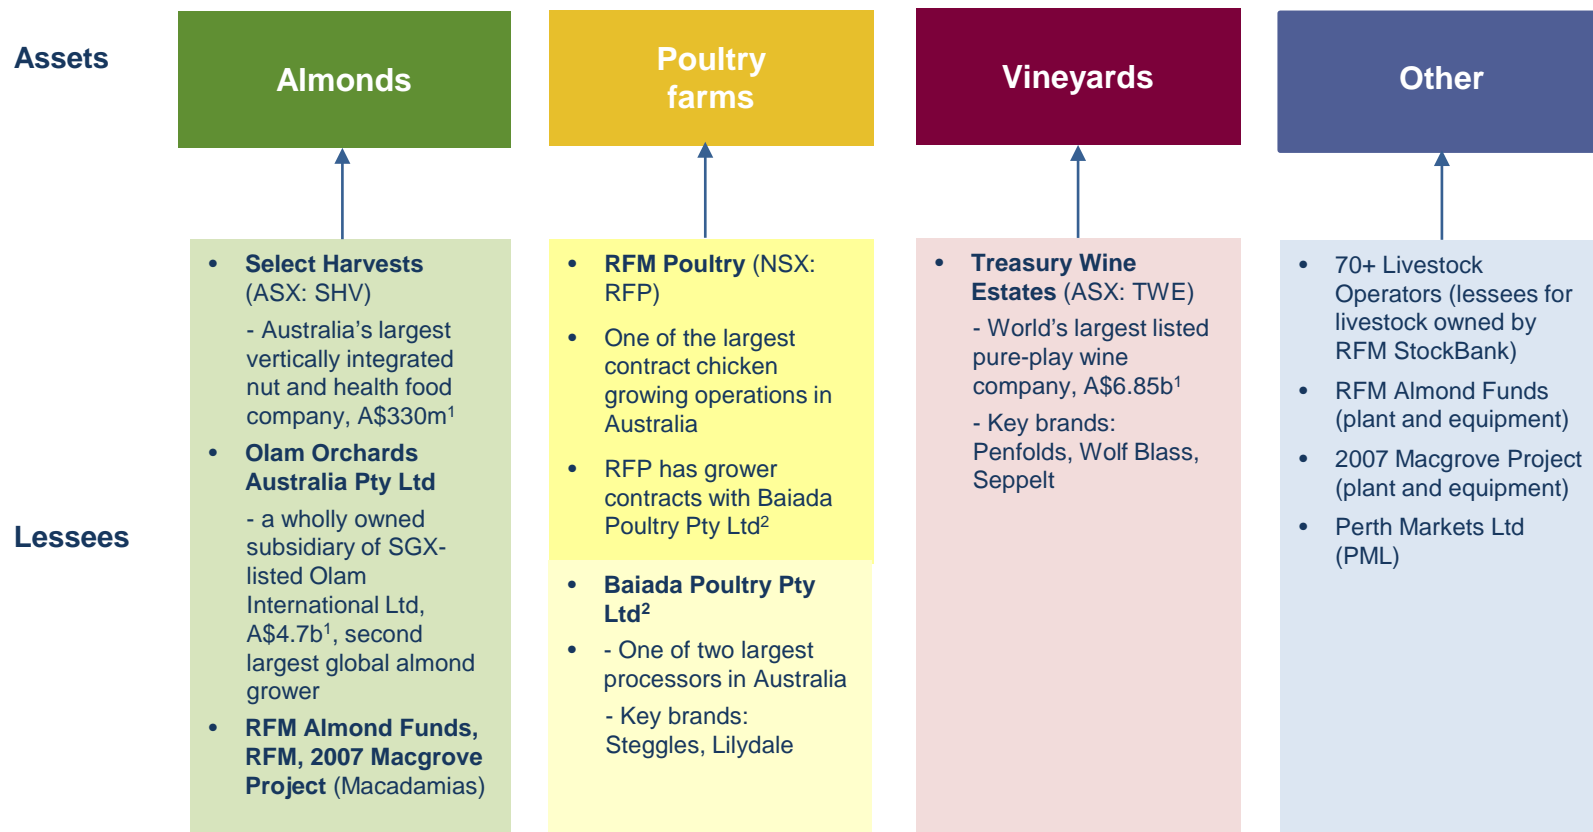 Assets
Almonds
Poultry
farms
Vineyards
Other
Lessees
• Select Harvests
(ASX: SHV)
- Australia’s largest
vertically integrated
nut and health food
company, A$330m1
• Olam Orchards
Australia Pty Ltd
- a wholly owned
subsidiary of SGX-
listed Olam
International Ltd,
A$4.7b1, second
largest global almond
grower
• RFM Almond Funds,
RFM, 2007 Macgrove
Project (Macadamias)
• RFM Poultry (NSX:
RFP)
• One of the largest
contract chicken
growing operations in
Australia
• RFP has grower
contracts with Baiada
Poultry Pty Ltd2
• Baiada Poultry Pty
Ltd2
• - One of two largest
processors in Australia
- Key brands:
Steggles, Lilydale
• Treasury Wine
Estates (ASX: TWE)
- World’s largest listed
pure-play wine
company, A$6.85b1
- Key brands:
Penfolds, Wolf Blass,
Seppelt
• 70+ Livestock
Operators (lessees for
livestock owned by
RFM StockBank)
• RFM Almond Funds
(plant and equipment)
• 2007 Macgrove Project
(plant and equipment)
• Perth Markets Ltd
(PML)